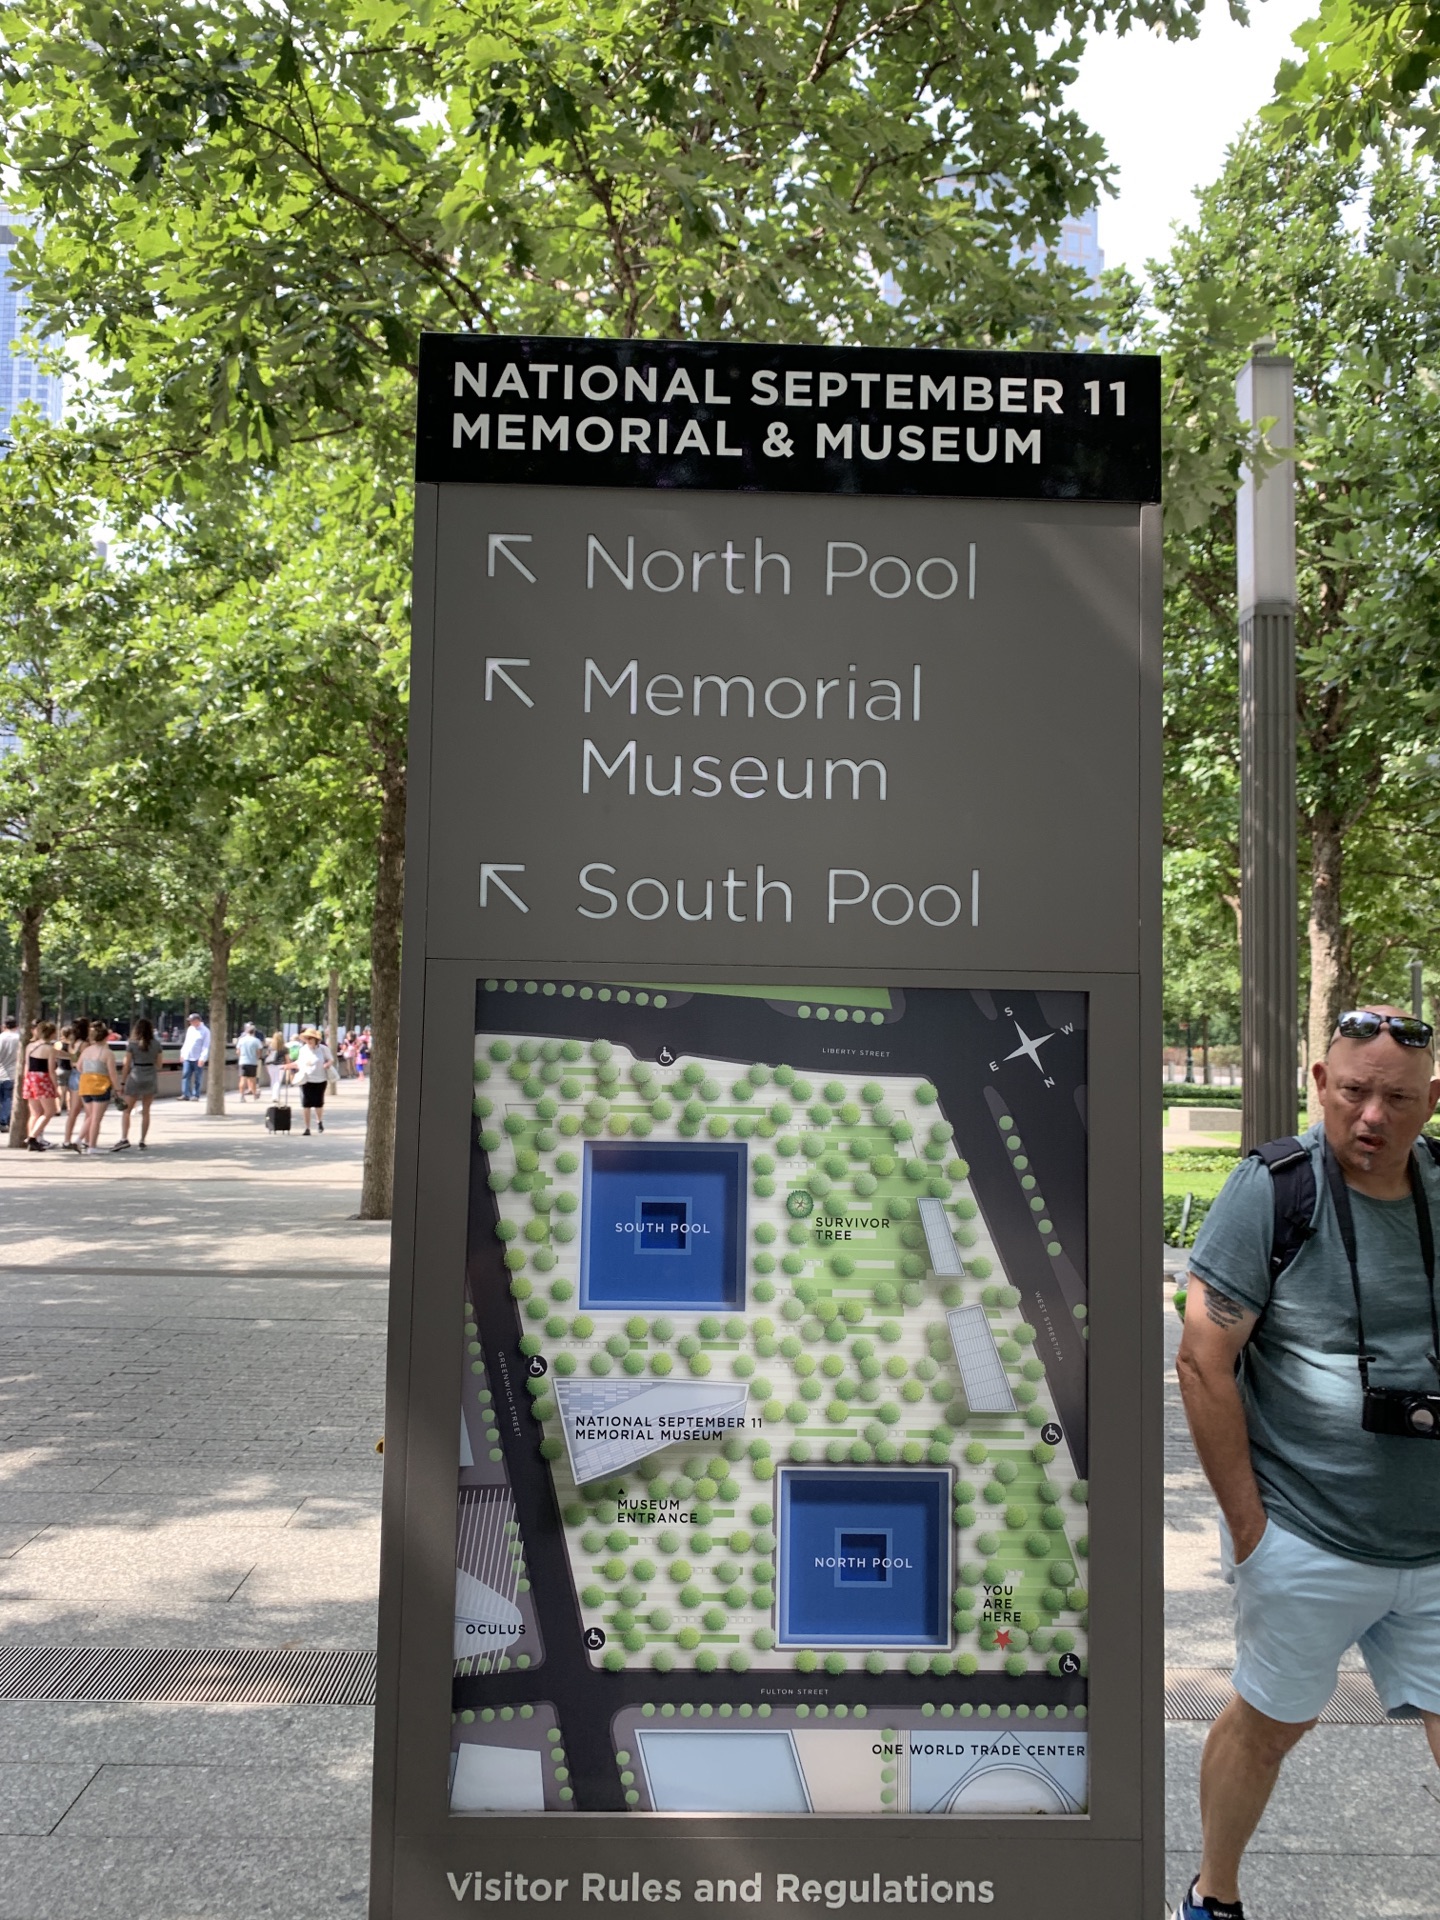 NATIONAL SEPTEMBER 11
MEMORIAL & MUSEUM
North Pool
Memorial
Museum
South Pool
S
W
E
N
LIBERTY STREET
SOUTH POOL
SURVIVOR
TREE
WEST STREET/9A
GREENWICH STREET
NATIONAL SEPTEMBER 11
MEMORIAL MUSEUM
MUSEUM
ENTRANCE
NORTH POOL
YOU
ARE
HERE
OCULUS
FULTON STREET
ONE WORLD TRADE CENTER
Visitor Rules and Regulations